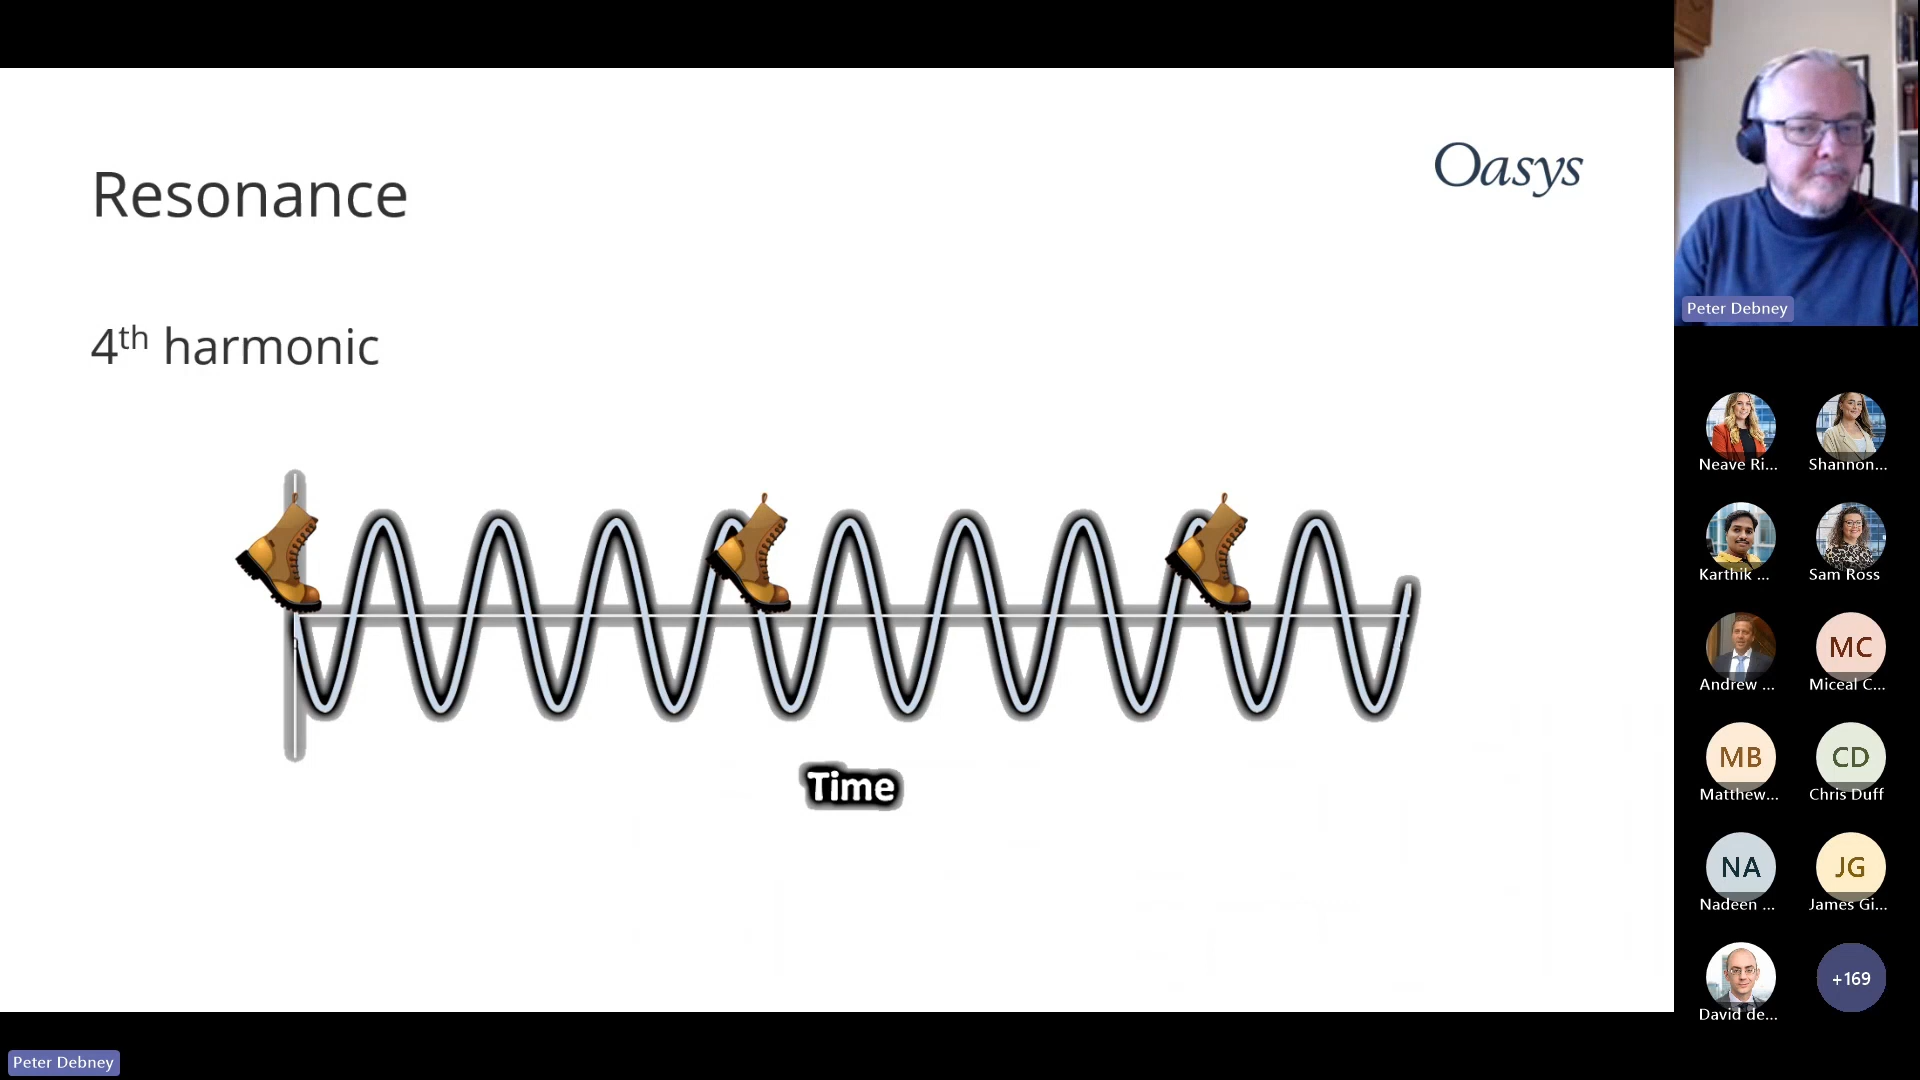 Resonance
Oasys
4th harmonic
Time
Peter Debney
Neave Ri...
Shannon...
Karthik ...
Sam Ross
Andrew ...
MC
Miceal C...
MB
Matthew...
CD
Chris Duff
NA
Nadeen ...
JG
James Gi...
David de...
+169
Peter Debney